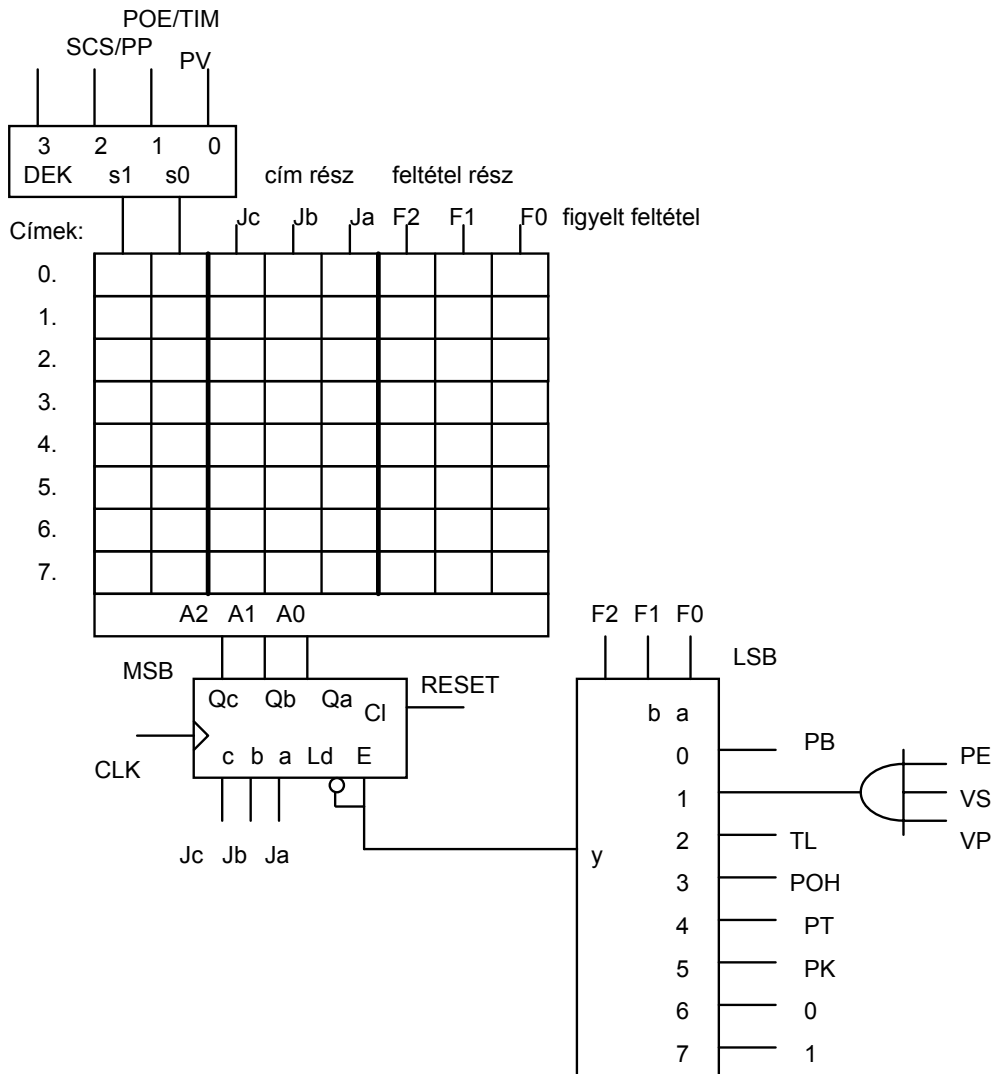 POE/TIM
SCS/PP
PV
3 2 1 0
DEK s1 s0
cím rész feltétel rész
Jc Jb Ja F2 F1 F0 figyelt feltétel
Címek:
0.
1.
2.
3.
4.
5.
6.
7.
A2 A1 A0
F2 F1 F0
MSB
LSB
Qc Qb Qa
Cl
RESET
b a
c b a Ld E
CLK
0 PB
1
PE
VS
VP
2 TL
Jc Jb Ja
y
3 POH
4 PT
5 PK
6 0
7 1